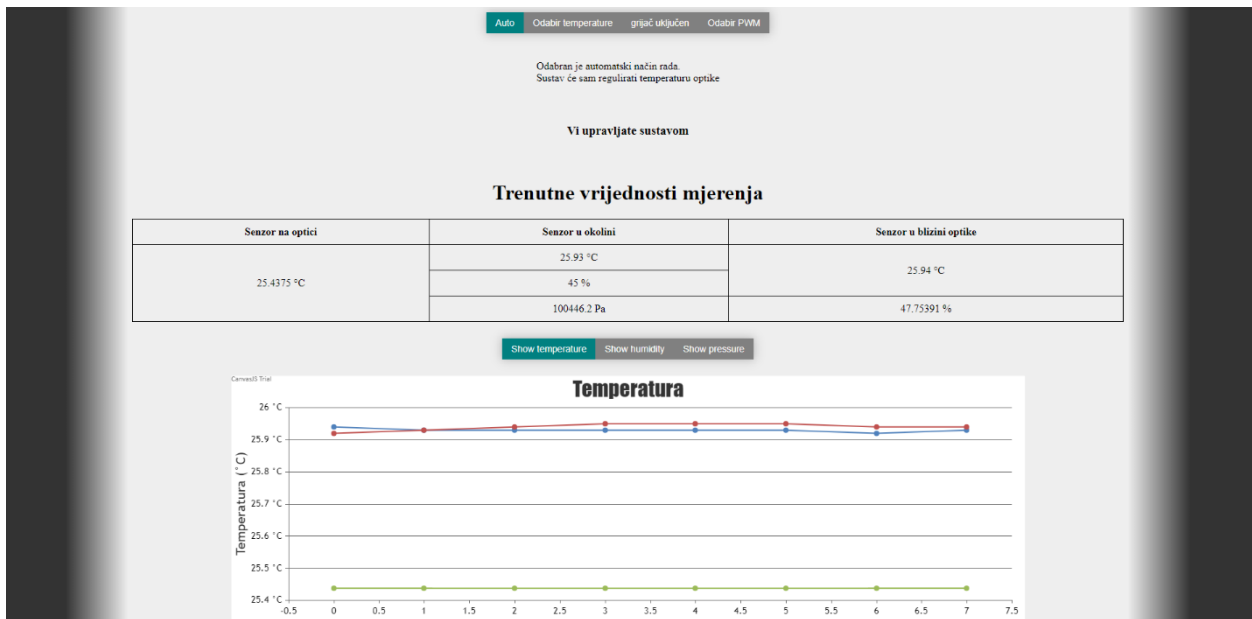 Auto Odabir temperature grijač uključen Odabir PWM
Odabran je automatski način rada.
Sustav će sam regulirati temperaturu optike
Vi upravljate sustavom
Trenutne vrijednosti mjerenja
Senzor na optici Senzor u okolini Senzor u blizini optike
25.93 °C
25.94 °C
25.4375 °C 45 %
100446.2 Pa 47.75391 %
Show temperature Show humidity Show pressure
CanvasJS Trial
Temperatura
26 °C
25.9 °C
25.8 °C
25.7 °C
25.6 °C
25.5 °C
25.4 °C
Temperatura (°C)
-0.5 0 0.5 1 1.5 2 2.5 3 3.5 4 4.5 5 5.5 6 6.5 7 7.5